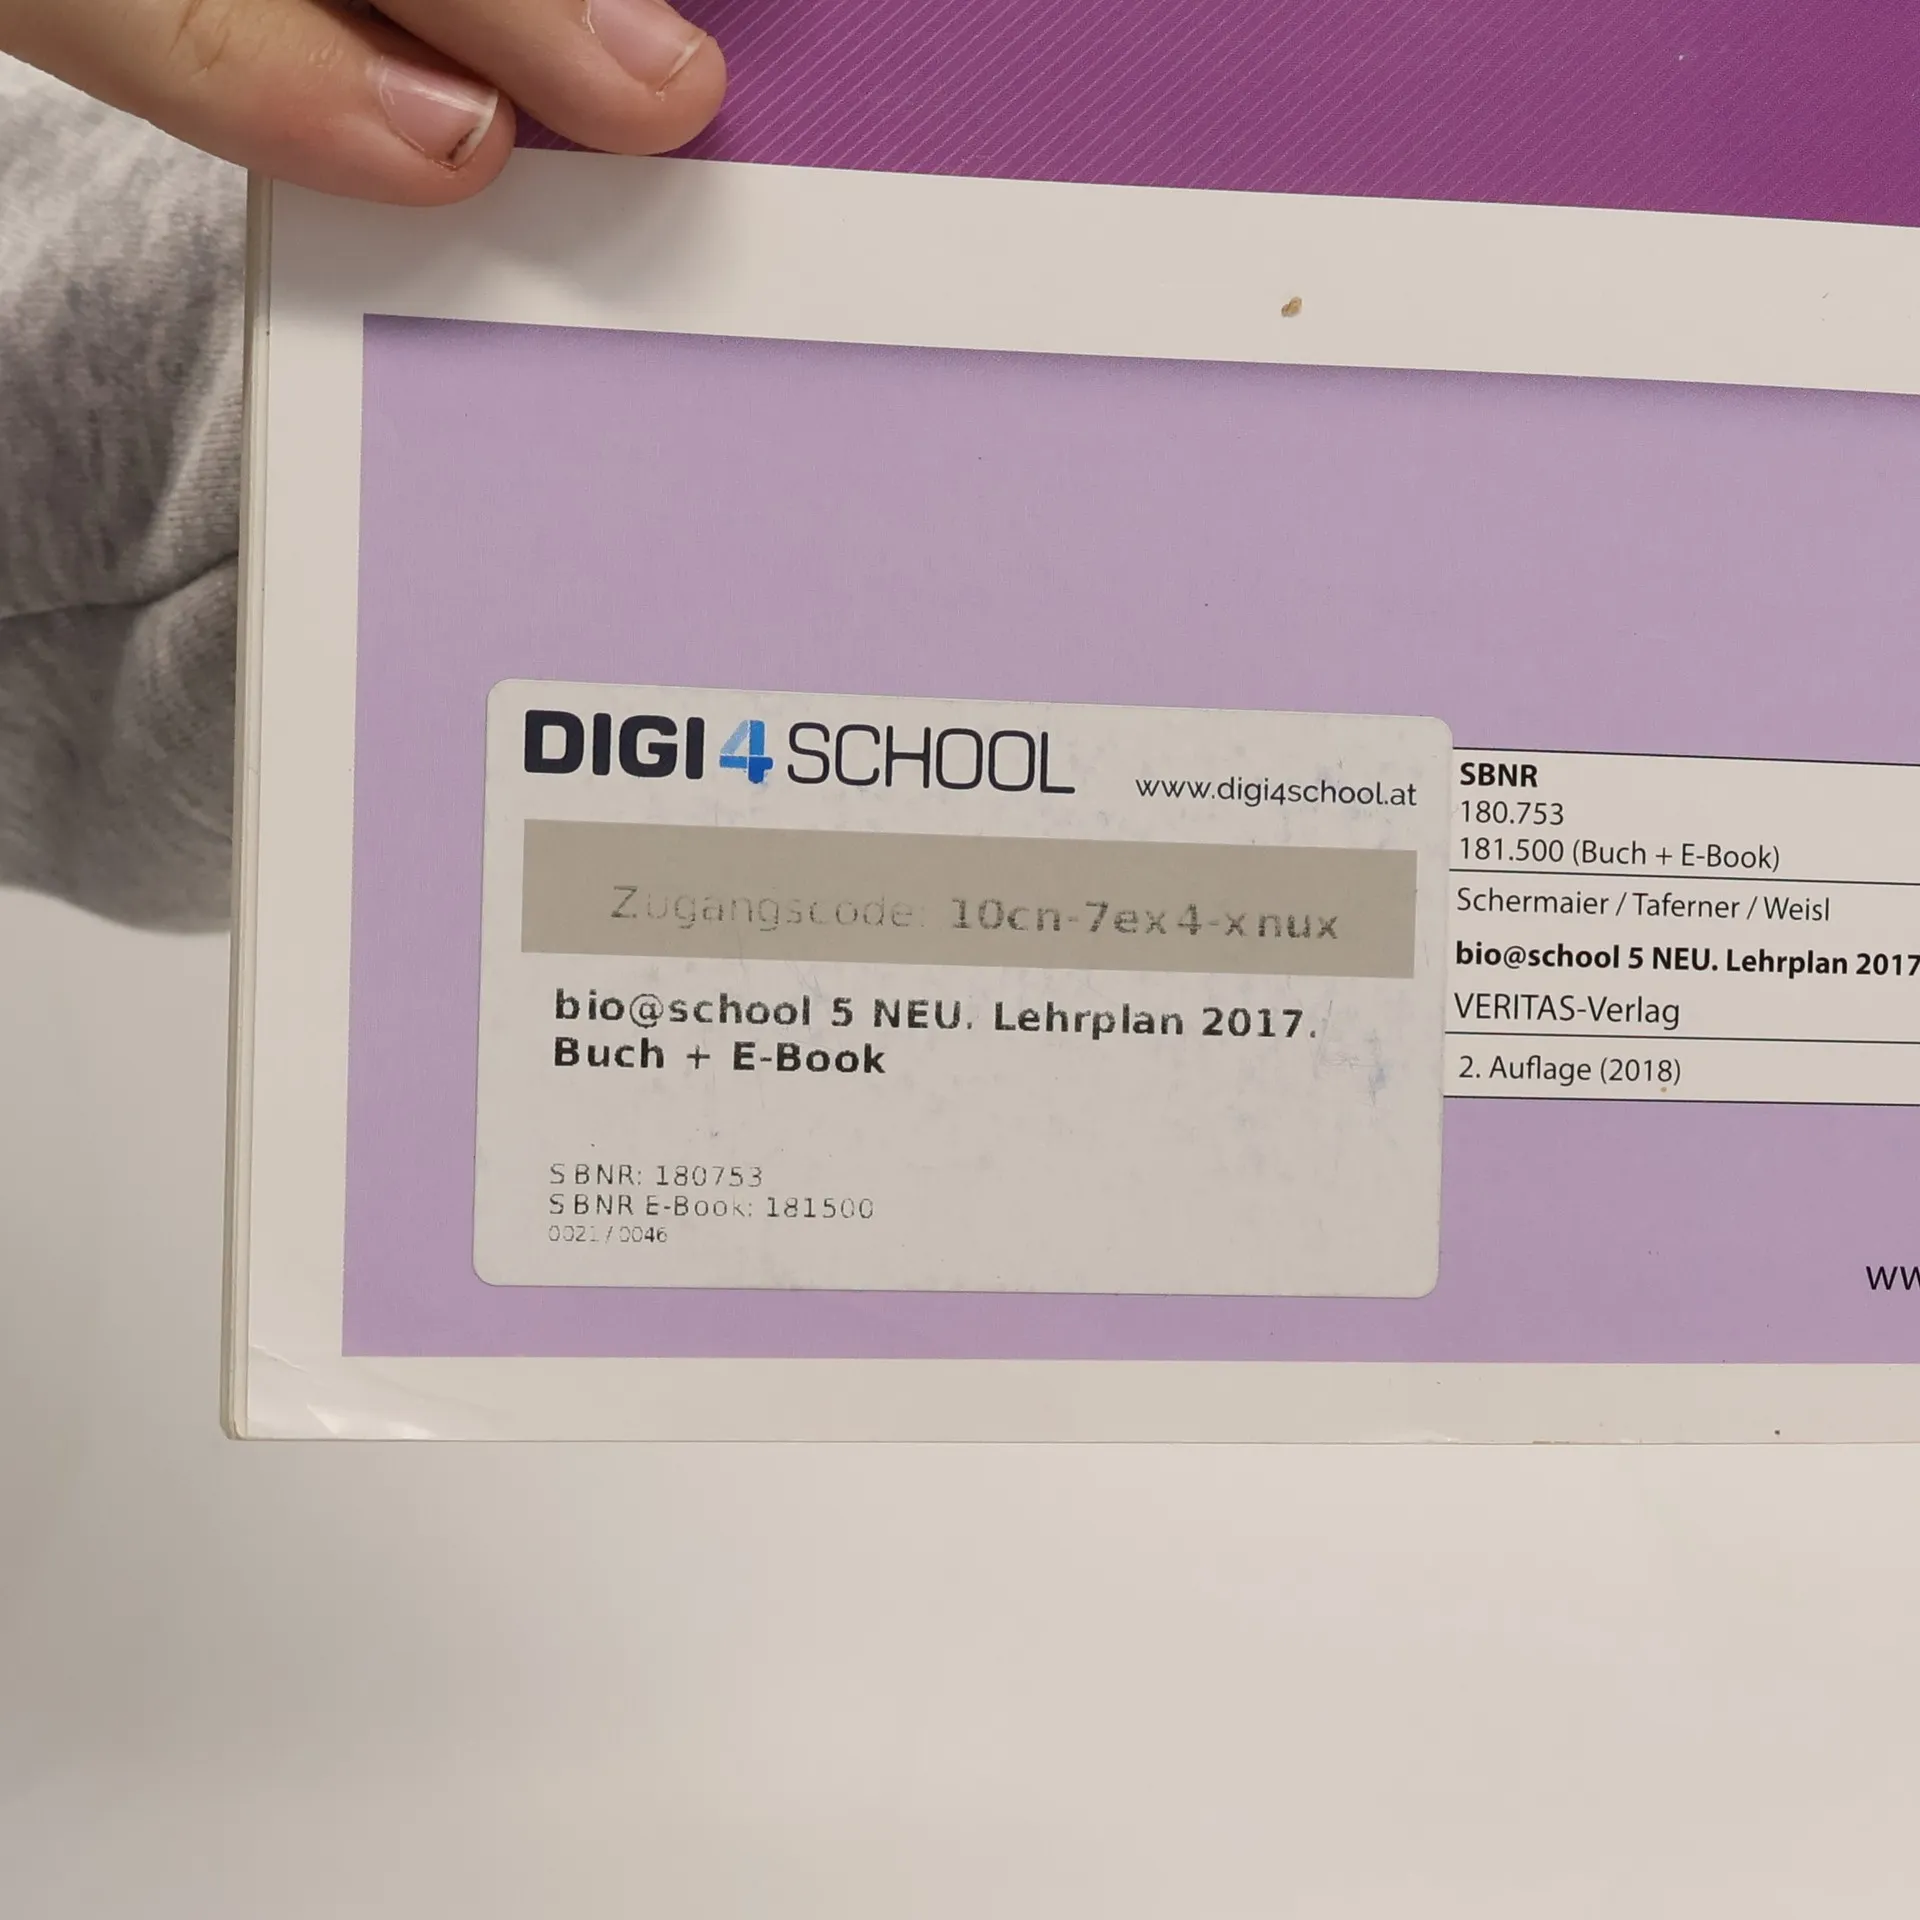 DIGI4SCHOOL www.digi4school.at
Zugangscode: 10cn-7ex4-xnux
bio@school 5 NEU. Lehrplan 2017.
Buch + E-Book
SBNR: 180753
SBNR E-Book: 181500
0021/0046
SBNR
180.753
181.500 (Buch + E-Book)
Schermaier / Taferner / Weisl
bio@school 5 NEU. Lehrplan 2017
VERITAS-Verlag
2. Auflage (2018)
ww